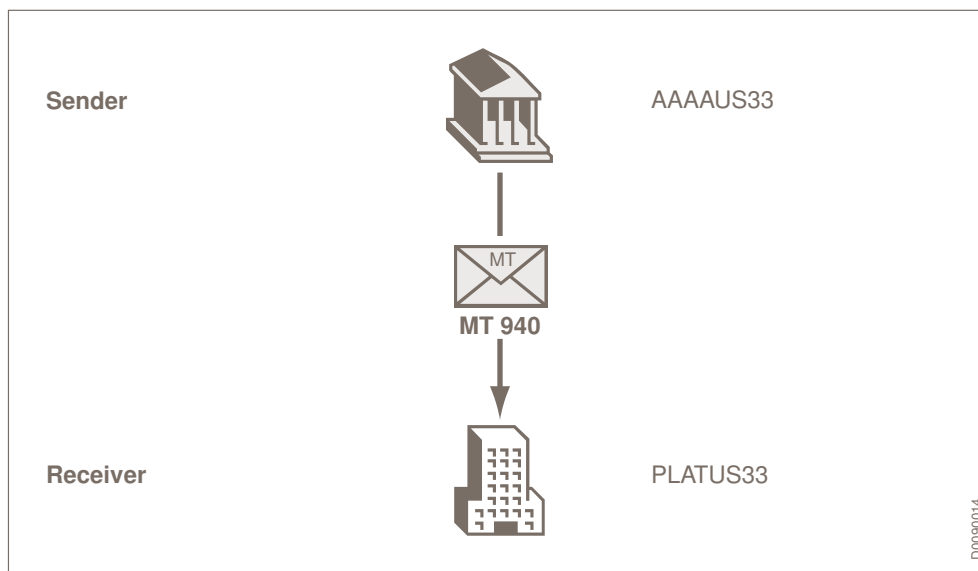 Sender
AAAAUS33
MT
MT 940
Receiver
PLATUS33
D0090014